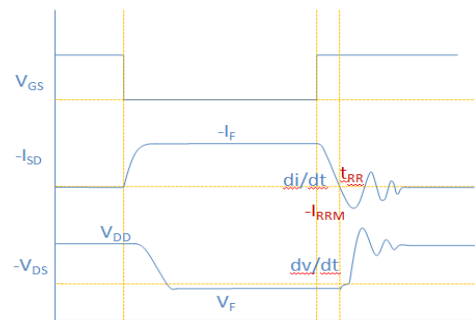 VGS
-IF
-ISD
tRR
di/dt
-IRRM
VDD
-VDS
dv/dt
VF